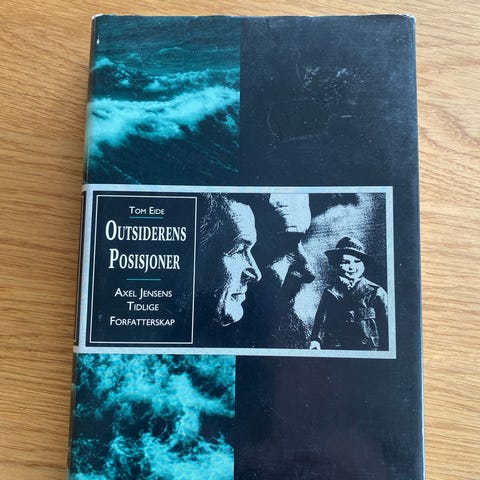 Tom Eide
Outsiderens
Posisjoner
Axel Jensens
Tidlige
Forfatterskap